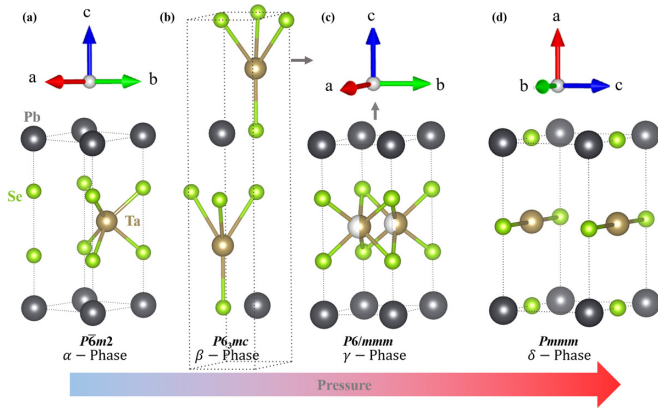 (a)
(b)
(c)
(d)
c
a
b
c
a
b
a
b
c
Pb
Se
Ta
P6̅m2
P6₃mc
P6/mmm
Pmmm
α − Phase
β − Phase
γ − Phase
δ − Phase
Pressure